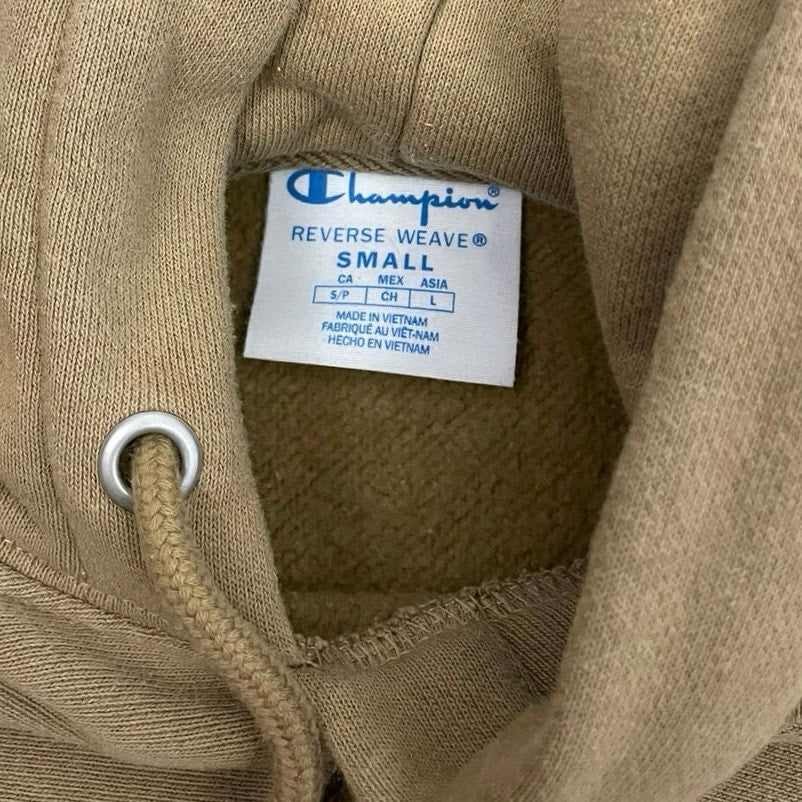 Champion®
REVERSE WEAVE®
SMALL
CA MEX ASIA
S/P CH L
MADE IN VIETNAM
FABRIQUÉ AU VIÊT-NAM
HECHO EN VIETNAM